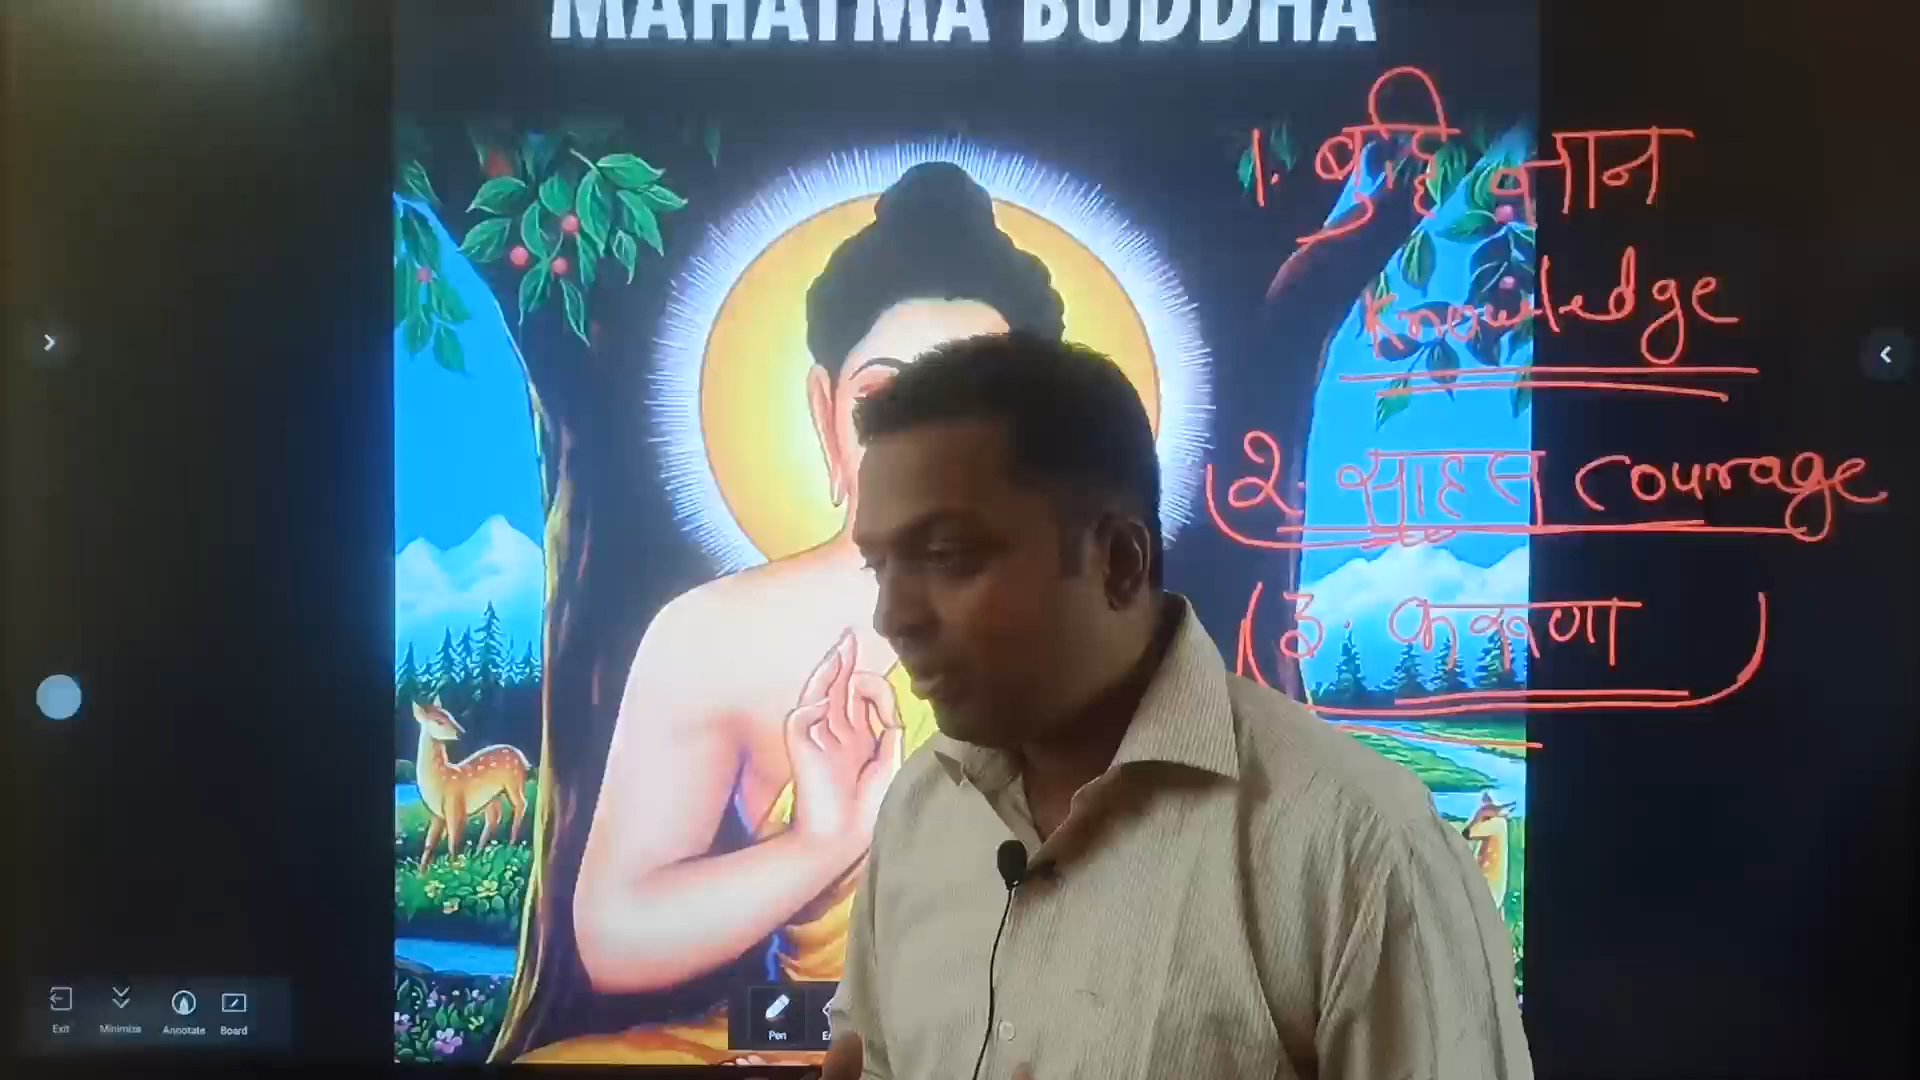 MAHATMA BUDDHA
1. बुद्धि ज्ञान
Knowledge
2. साहस courage
3. करुणा
Exit
Minimize
Annotate
Board
Pen